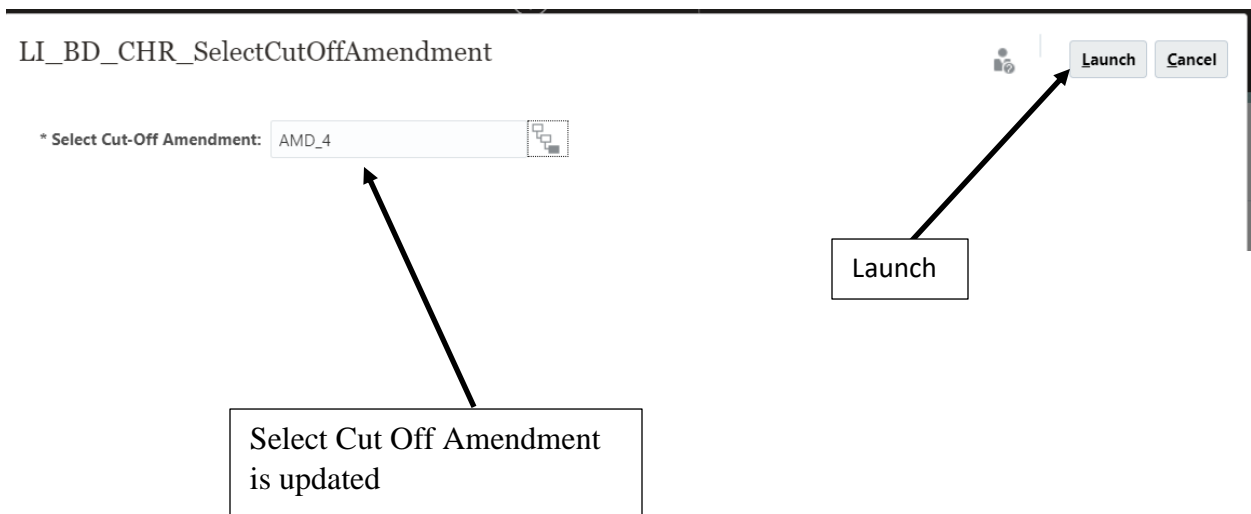 LI_BD_CHR_SelectCutOffAmendment
Launch Cancel
* Select Cut-Off Amendment: AMD_4
Launch
Select Cut Off Amendment
is updated